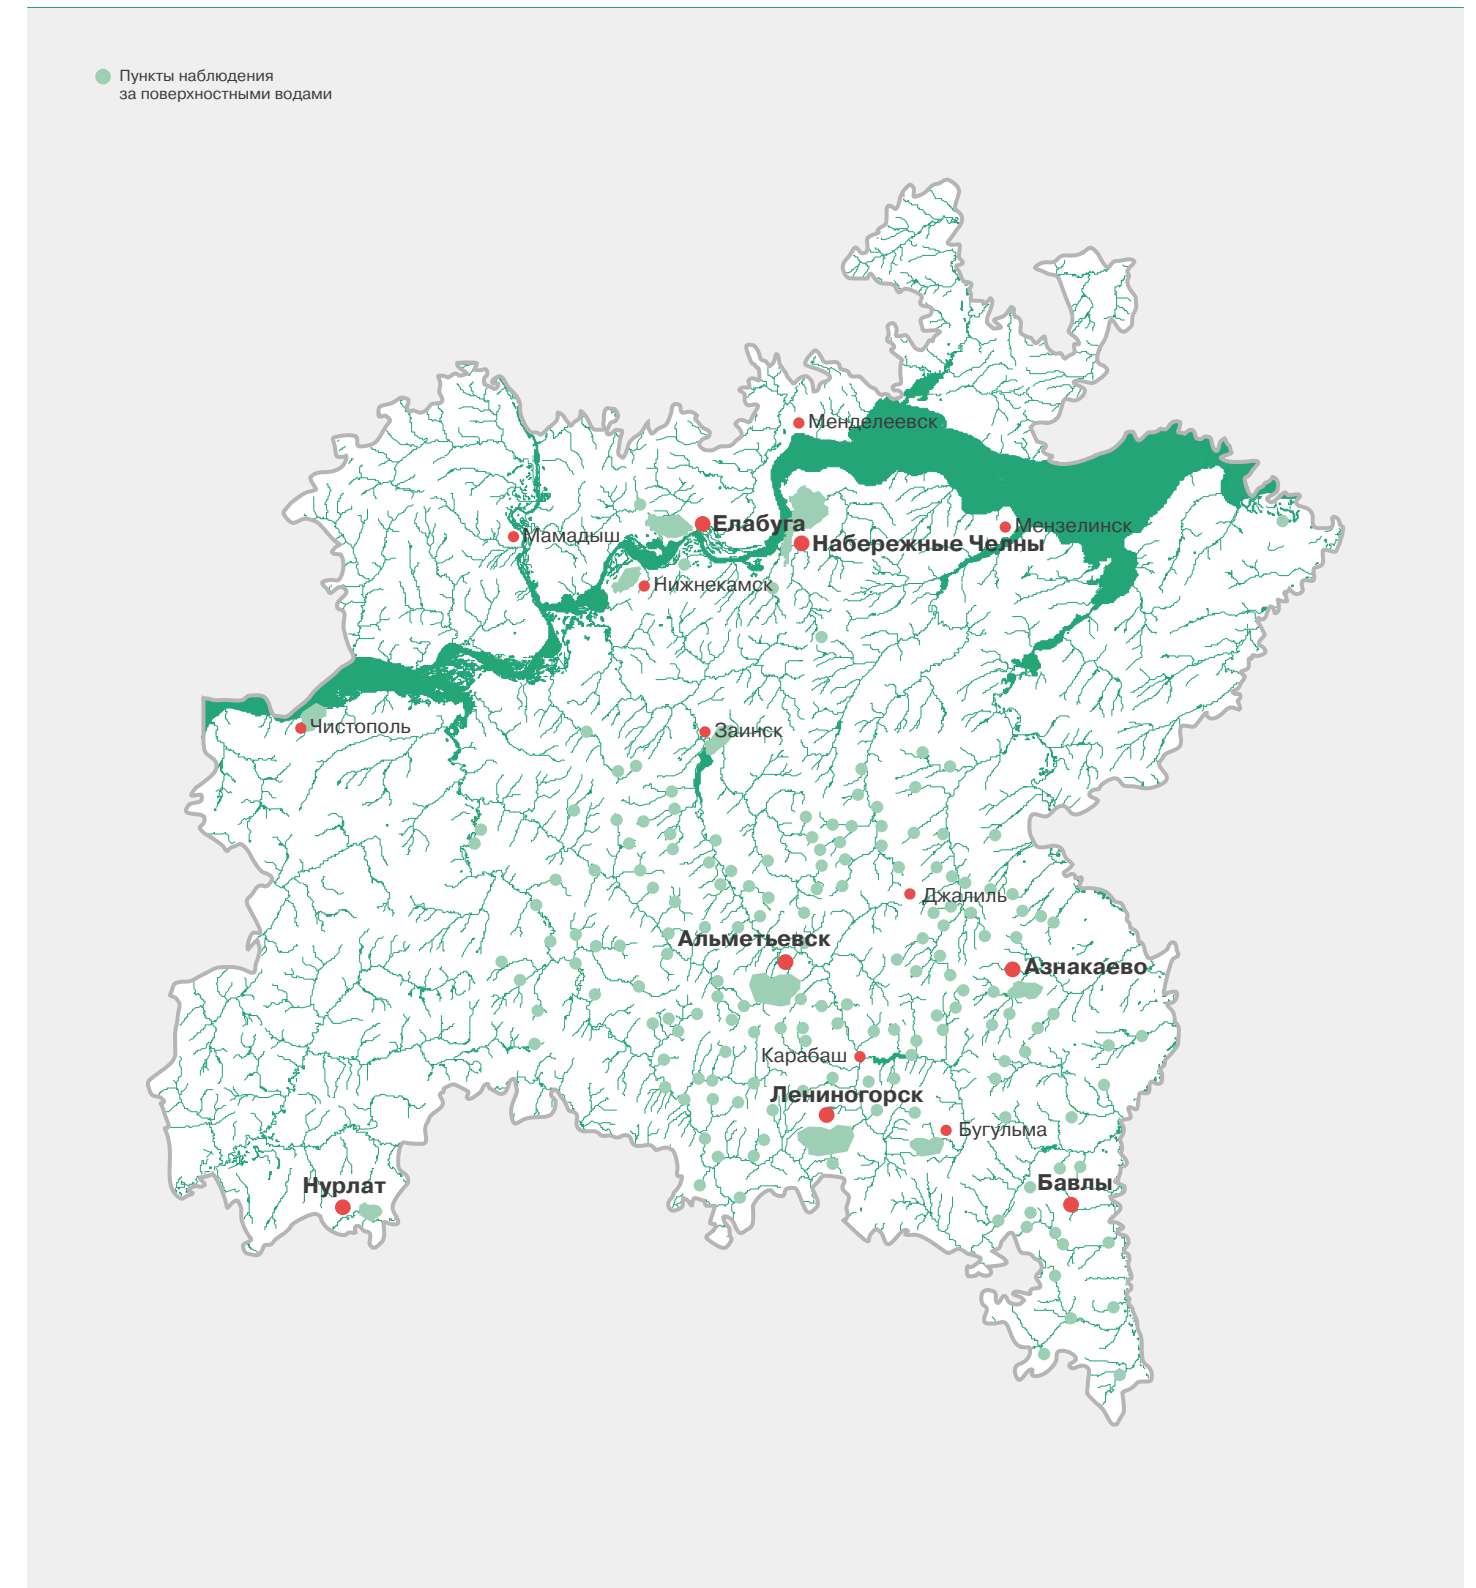 Пункты наблюдения
за поверхностными водами
Менделеевск
Елабуга
Мензелинск
Мамадыш
Набережные Челны
Нижнекамск
Чистополь
Заинск
Джалиль
Альметьевск
Азнакаево
Карабаш
Лениногорск
Бугульма
Нурлат
Бавлы